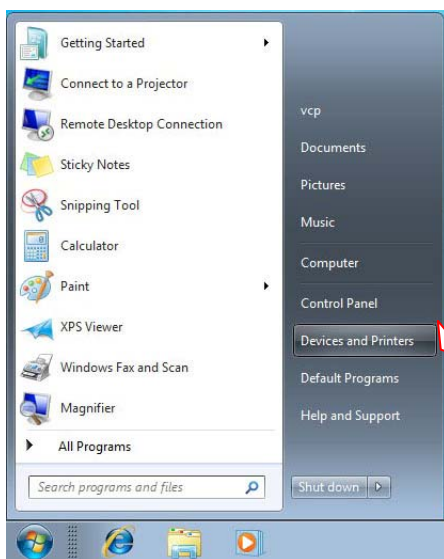 Getting Started
Connect to a Projector
Remote Desktop Connection
Sticky Notes
Snipping Tool
Calculator
Paint
XPS Viewer
Windows Fax and Scan
Magnifier
All Programs
Search programs and files
vcp
Documents
Pictures
Music
Computer
Control Panel
Devices and Printers
Default Programs
Help and Support
Shut down